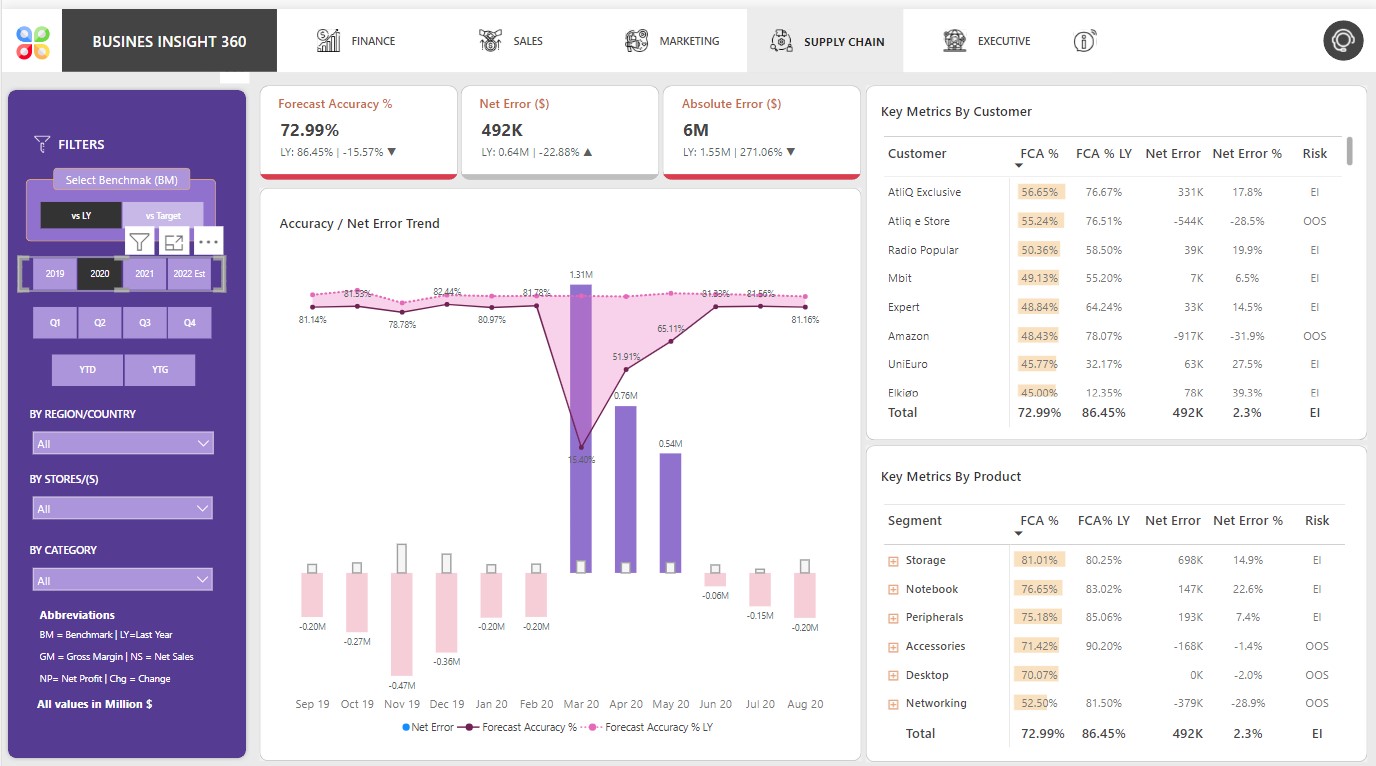 BUSINES INSIGHT 360
FINANCE
SALES
MARKETING
SUPPLY CHAIN
EXECUTIVE
FILTERS
Select Benchmak (BM)
vs LY
vs Target
2019
2020
2021
2022 Est
Q1
Q2
Q3
Q4
YTD
YTG
BY REGION/COUNTRY
All
BY STORES/(S)
All
BY CATEGORY
All
Abbreviations
BM = Benchmark | LY=Last Year
GM = Gross Margin | NS = Net Sales
NP= Net Profit | Chg = Change
All values in Million $
Forecast Accuracy %
72.99%
LY: 86.45% | -15.57% ▼
Net Error ($)
492K
LY: 0.64M | -22.88% ▲
Absolute Error ($)
6M
LY: 1.55M | 271.06% ▼
Accuracy / Net Error Trend
1.31M
81.53% 82.44% 81.78% 81.33% 81.56%
81.14% 78.78% 80.97% 65.11% 81.16%
51.91%
0.76M
0.54M
15.40%
-0.20M -0.27M -0.47M -0.36M -0.20M -0.20M -0.06M -0.15M -0.20M
Sep 19 Oct 19 Nov 19 Dec 19 Jan 20 Feb 20 Mar 20 Apr 20 May 20 Jun 20 Jul 20 Aug 20
Net Error Forecast Accuracy % Forecast Accuracy % LY
Key Metrics By Customer
Customer FCA % FCA % LY Net Error Net Error % Risk
AtliQ Exclusive 56.65% 76.67% 331K 17.8% EI
Atliq e Store 55.24% 76.51% -544K -28.5% OOS
Radio Popular 50.36% 58.50% 39K 19.9% EI
Mbit 49.13% 55.20% 7K 6.5% EI
Expert 48.84% 64.24% 33K 14.5% EI
Amazon 48.43% 78.07% -917K -31.9% OOS
UniEuro 45.77% 32.17% 63K 27.5% EI
Elkjøp 45.00% 12.35% 78K 39.3% EI
Total 72.99% 86.45% 492K 2.3% EI
Key Metrics By Product
Segment FCA % FCA% LY Net Error Net Error % Risk
Storage 81.01% 80.25% 698K 14.9% EI
Notebook 76.65% 83.02% 147K 22.6% EI
Peripherals 75.18% 85.06% 193K 7.4% EI
Accessories 71.42% 90.20% -168K -1.4% OOS
Desktop 70.07% 0K -2.0% OOS
Networking 52.50% 81.50% -379K -28.9% OOS
Total 72.99% 86.45% 492K 2.3% EI